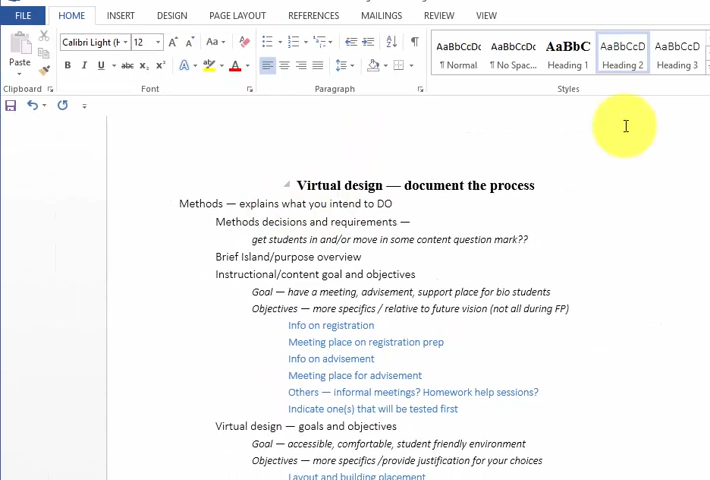 FILE HOME INSERT DESIGN PAGE LAYOUT REFERENCES MAILINGS REVIEW VIEW
Calibri Light (H 12 A A Aa
AaBbCcDc AaBbCcDc AaBbC AaBbCcD AaBbCcD
Paste B I U abc X₂ X² A A ¶ Normal ¶ No Spac... Heading 1 Heading 2 Heading 3
Clipboard Font Paragraph Styles
Virtual design — document the process
Methods — explains what you intend to DO
Methods decisions and requirements —
get students in and/or move in some content question mark??
Brief Island/purpose overview
Instructional/content goal and objectives
Goal — have a meeting, advisement, support place for bio students
Objectives — more specifics / relative to future vision (not all during FP)
Info on registration
Meeting place on registration prep
Info on advisement
Meeting place for advisement
Others — informal meetings? Homework help sessions?
Indicate one(s) that will be tested first
Virtual design — goals and objectives
Goal — accessible, comfortable, student friendly environment
Objectives — more specifics /provide justification for your choices
Layout and building placement